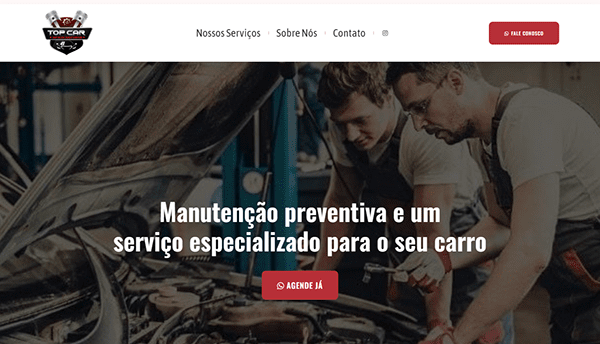 TOP CAR
Nossos Serviços
Sobre Nós
Contato
FALE CONOSCO
Manutenção preventiva e um
serviço especializado para o seu carro
AGENDE JÁ